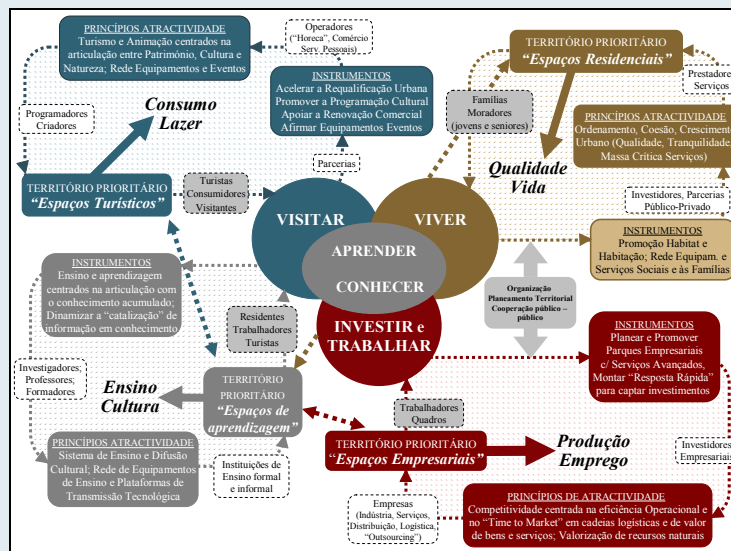 PRINCÍPIOS ATRACTIVIDADE
Turismo e Animação centrados na
articulação entre Património, Cultura e
Natureza; Rede Equipamentos e Eventos
Operadores
("Horeca", Comércio
Serv. Pessoais)
INSTRUMENTOS
Acelerar a Requalificação Urbana
Promover a Programação Cultural
Apoiar a Renovação Comercial
Afirmar Equipamentos Eventos
Programadores
Criadores
Consumo
Lazer
Parcerias
TERRITÓRIO PRIORITÁRIO
"Espaços Turísticos"
Turistas
Consumidores
Visitantes
TERRITÓRIO PRIORITÁRIO
"Espaços Residenciais"
Prestadores
Serviços
Famílias
Moradores
(jovens e seniores)
PRINCÍPIOS ATRACTIVIDADE
Ordenamento, Coesão, Crescimento
Urbano (Qualidade, Tranquilidade,
Massa Crítica Serviços)
Qualidade
Vida
Investidores, Parcerias
Público-Privado
INSTRUMENTOS
Promoção Habitat e
Habitação; Rede Equipam. e
Serviços Sociais e às Famílias
VISITAR
VIVER
APRENDER
CONHECER
INVESTIR e
TRABALHAR
Organização
Planeamento Territorial
Cooperação público –
público
INSTRUMENTOS
Ensino e aprendizagem
centrados na articulação com
o conhecimento acumulado;
Dinamizar a "catalização" de
informação em conhecimento
Residentes
Trabalhadores
Turistas
Investigadores;
Professores;
Formadores
Ensino
Cultura
TERRITÓRIO
PRIORITÁRIO
"Espaços de
aprendizagem"
PRINCÍPIOS ATRACTIVIDADE
Sistema de Ensino e Difusão
Cultural; Rede de Equipamentos
de Ensino e Plataformas de
Transmissão Tecnológica
Instituições de
Ensino formal
e informal
INSTRUMENTOS
Planear e Promover
Parques Empresariais
c/ Serviços Avançados,
Montar "Resposta Rápida"
para captar investimentos
Trabalhadores
Quadros
TERRITÓRIO PRIORITÁRIO
"Espaços Empresariais"
Produção
Emprego
Investidores
Empresariais
Empresas
(Indústria, Serviços,
Distribuição, Logística,
"Outsourcing")
PRINCÍPIOS DE ATRACTIVIDADE
Competitividade centrada na eficiência Operacional e
no "Time to Market" em cadeias logísticas e de valor
de bens e serviços; Valorização de recursos naturais